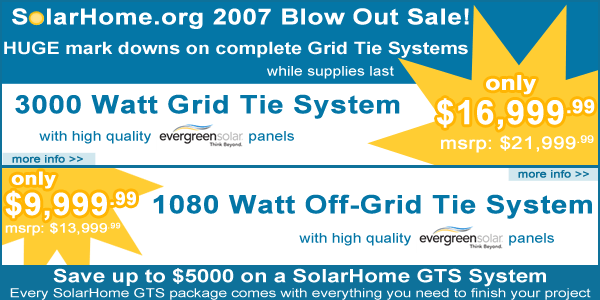 SolarHome.org 2007 Blow Out Sale!
HUGE mark downs on complete Grid Tie Systems
while supplies last
3000 Watt Grid Tie System
with high quality evergreensolar panels
Think Beyond.
only
$16,999.99
msrp: $21,999.99
more info >>
more info >>
only
$9,999.99
msrp: $13,999.99
1080 Watt Off-Grid Tie System
with high quality evergreensolar panels
Think Beyond.
Save up to $5000 on a SolarHome GTS System
Every SolarHome GTS package comes with everything you need to finish your project